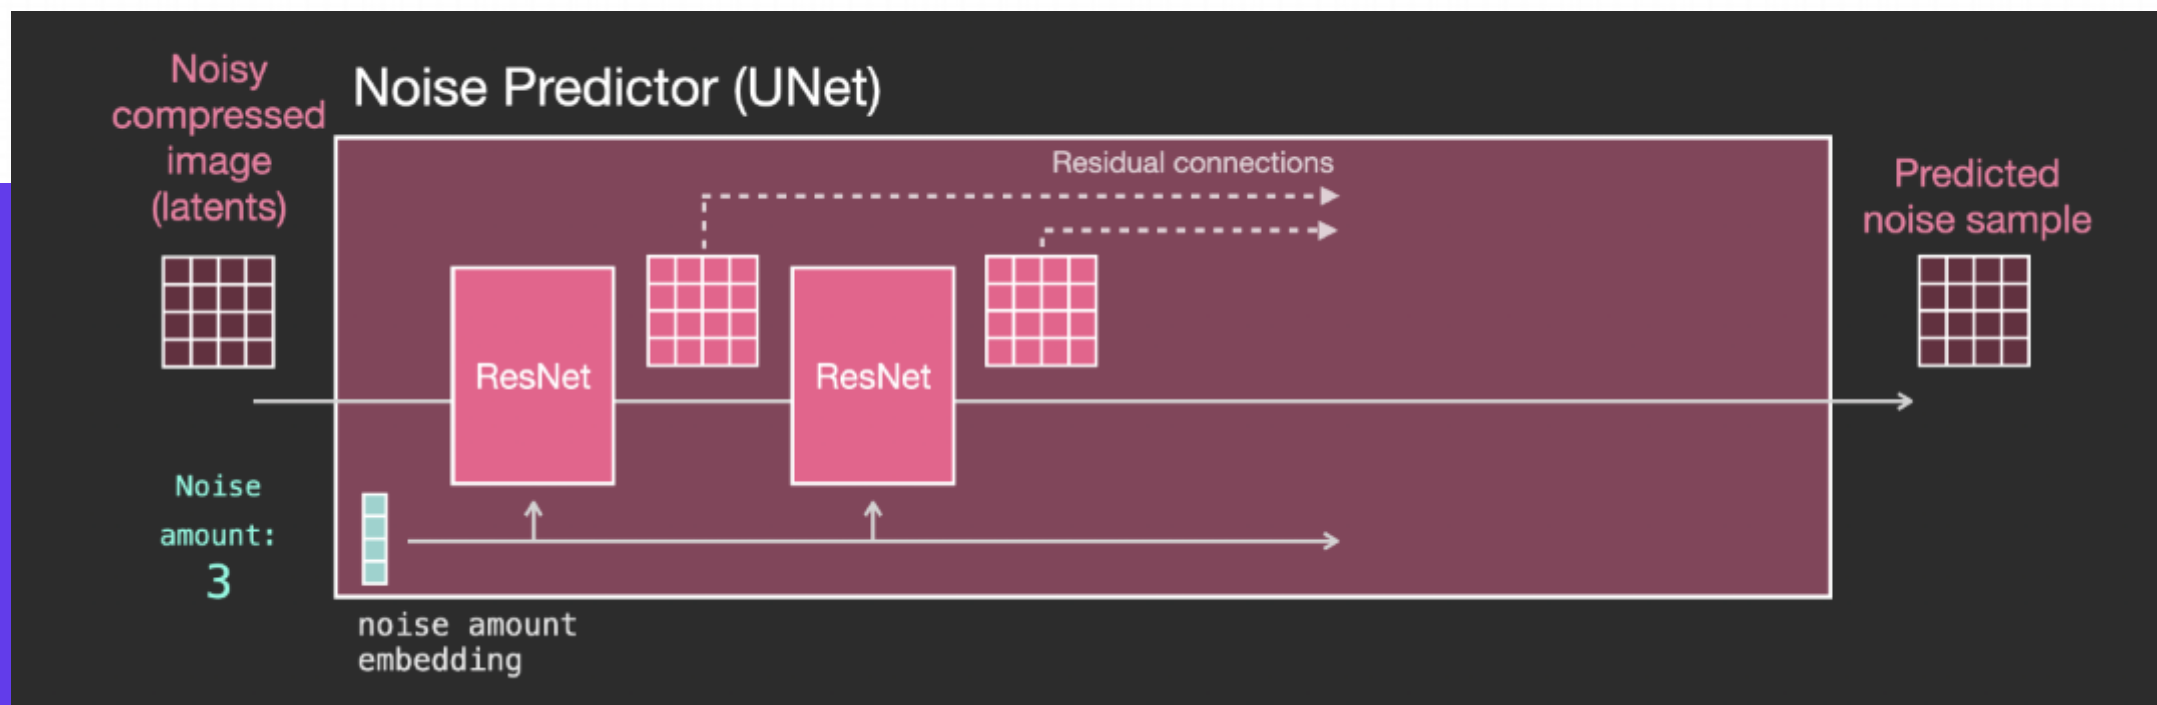 Noisy
compressed
image
(latents)
Noise Predictor (UNet)
Residual connections
Predicted
noise sample
ResNet
ResNet
Noise
amount:
3
noise amount
embedding